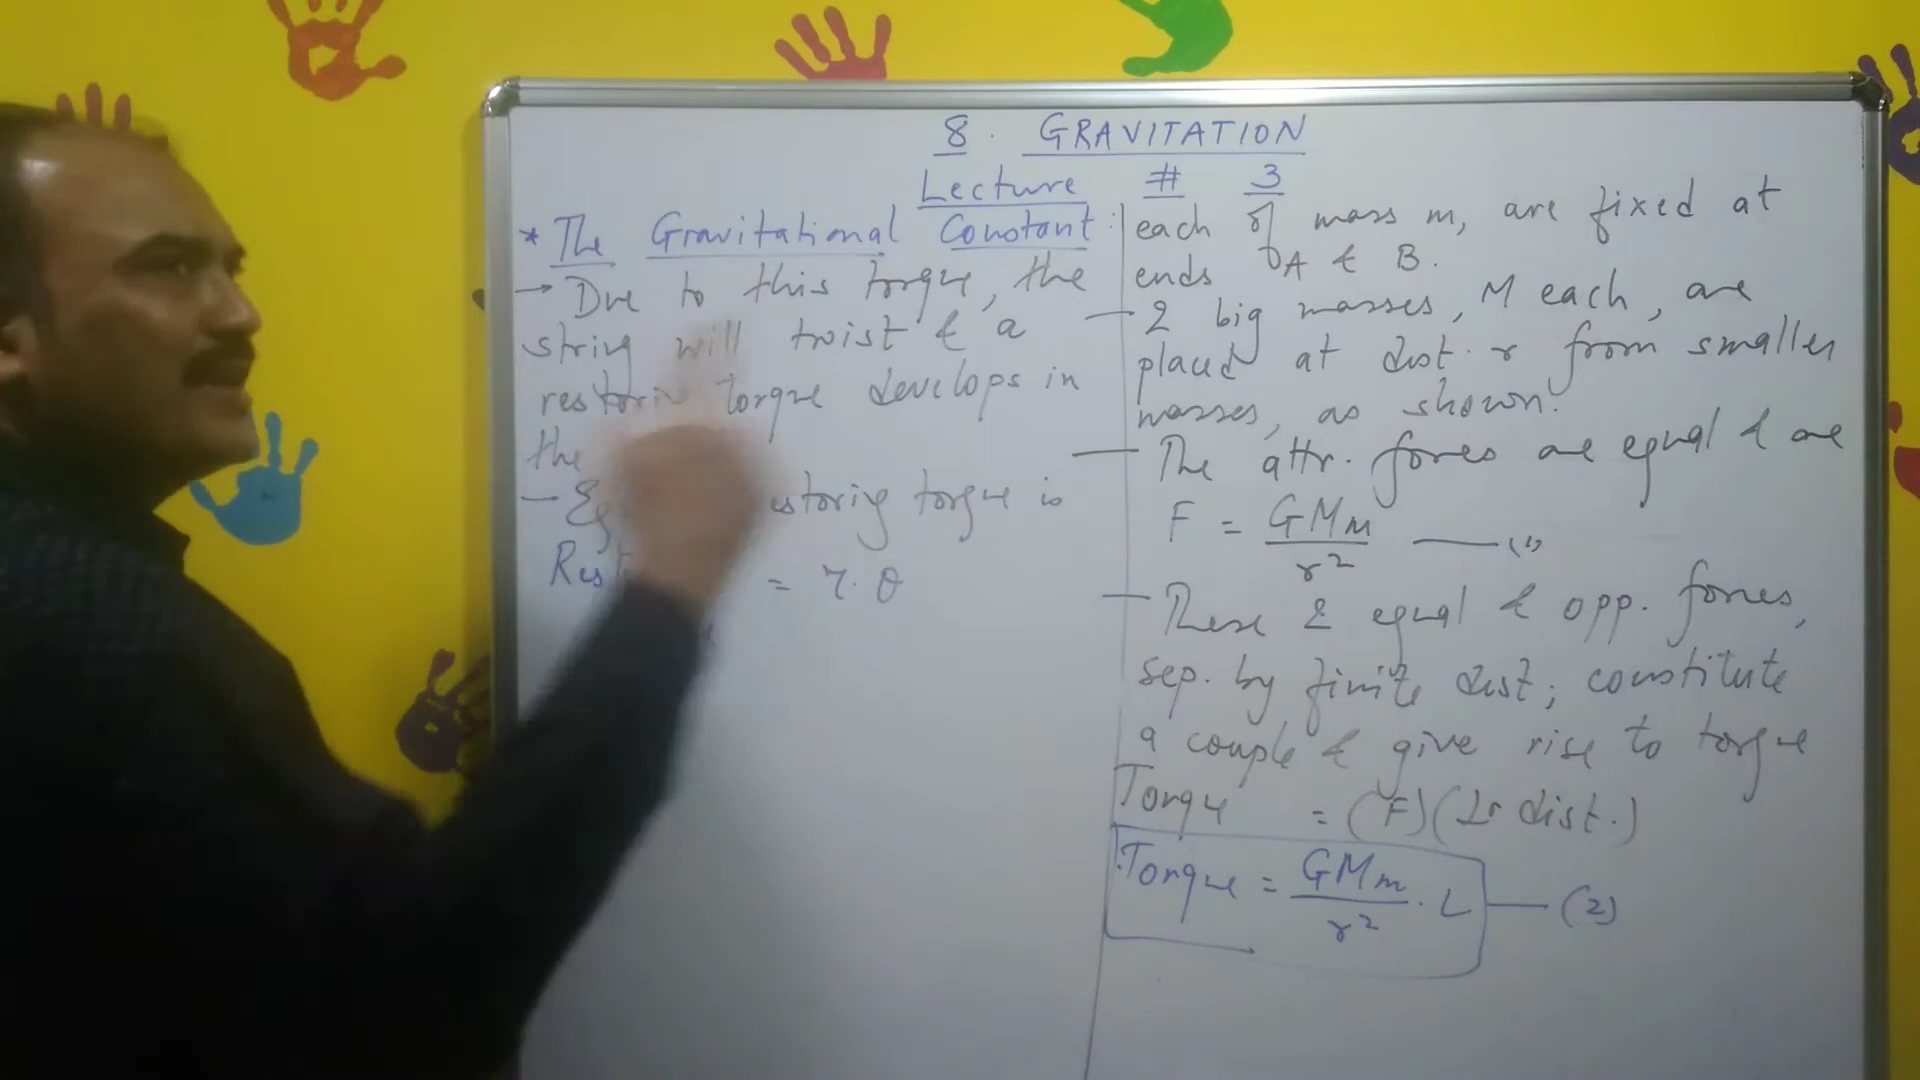 8. GRAVITATION
Lecture # 3
* The Gravitational Constant:
→ Due to this torque, the
string will twist & a
torque develops in
the
— storing torque is
Rest = τ. θ
each of mass m, are fixed at
ends A & B.
— 2 big masses, M each, are
placed at dist. r from smaller
masses, as shown.
— The attr. forces are equal & are
F = GMm / r² —— (1)
— These 2 equal & opp. forces,
sep. by finite dist, constitute
a couple & give rise to torque
Torque = (F)(Lr dist.)
Torque = GMm / r² . L —— (2)